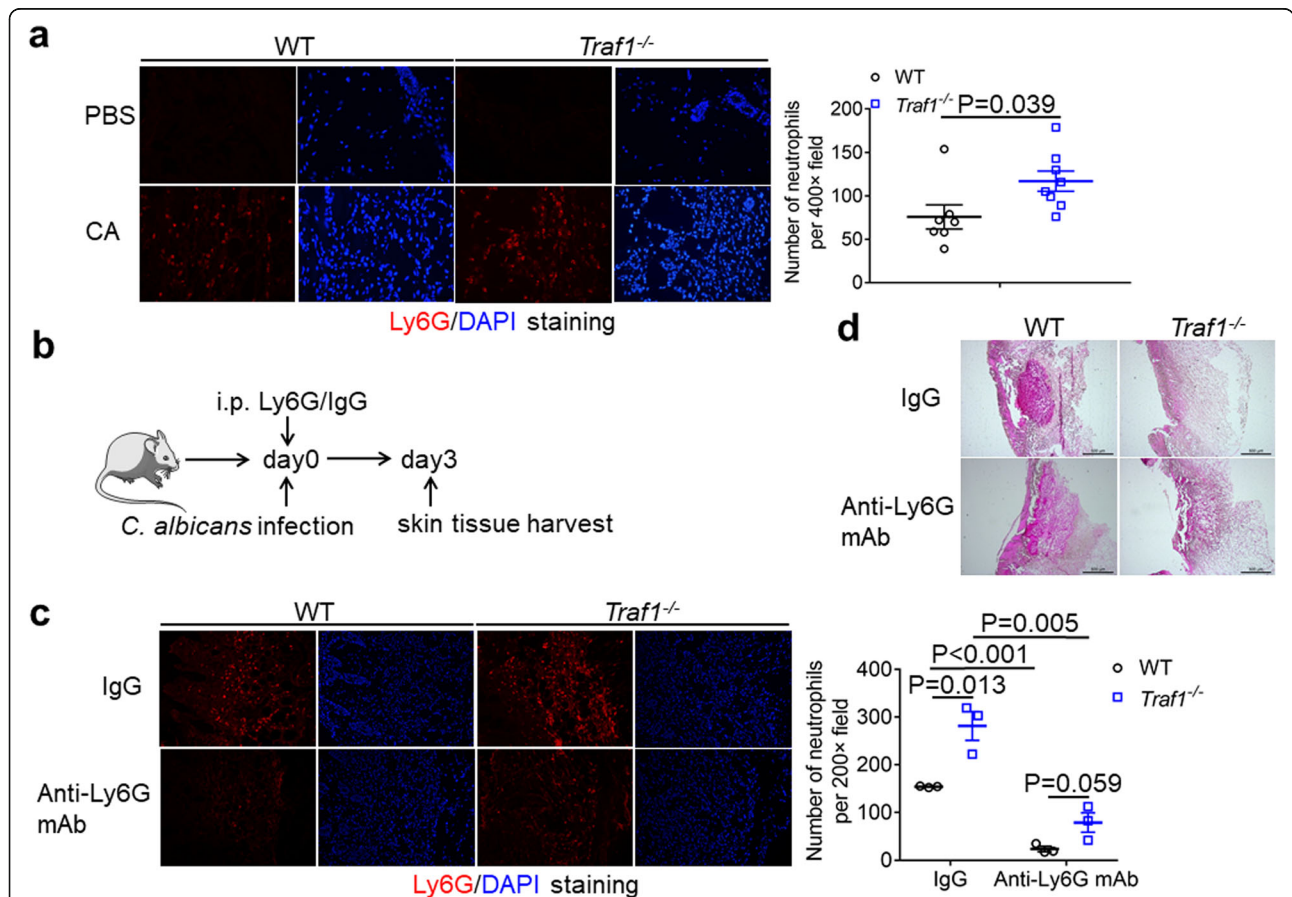 a
WT
Traf1-/-
PBS
CA
Ly6G/DAPI staining
WT
Traf1-/-
P=0.039
Number of neutrophils
per 400× field
200
150
100
50
0
b
i.p. Ly6G/IgG
day0
day3
C. albicans infection
skin tissue harvest
d
WT
Traf1-/-
IgG
Anti-Ly6G
mAb
c
WT
Traf1-/-
IgG
Anti-Ly6G
mAb
Ly6G/DAPI staining
P=0.005
P<0.001
P=0.013
P=0.059
WT
Traf1-/-
Number of neutrophils
per 200× field
400
300
200
100
0
IgG
Anti-Ly6G mAb